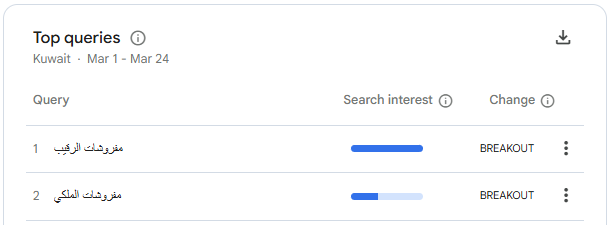 Top queries
Kuwait · Mar 1 - Mar 24
Query Search interest Change
1 مفروشات الرقيب BREAKOUT
2 مفروشات الملكي BREAKOUT